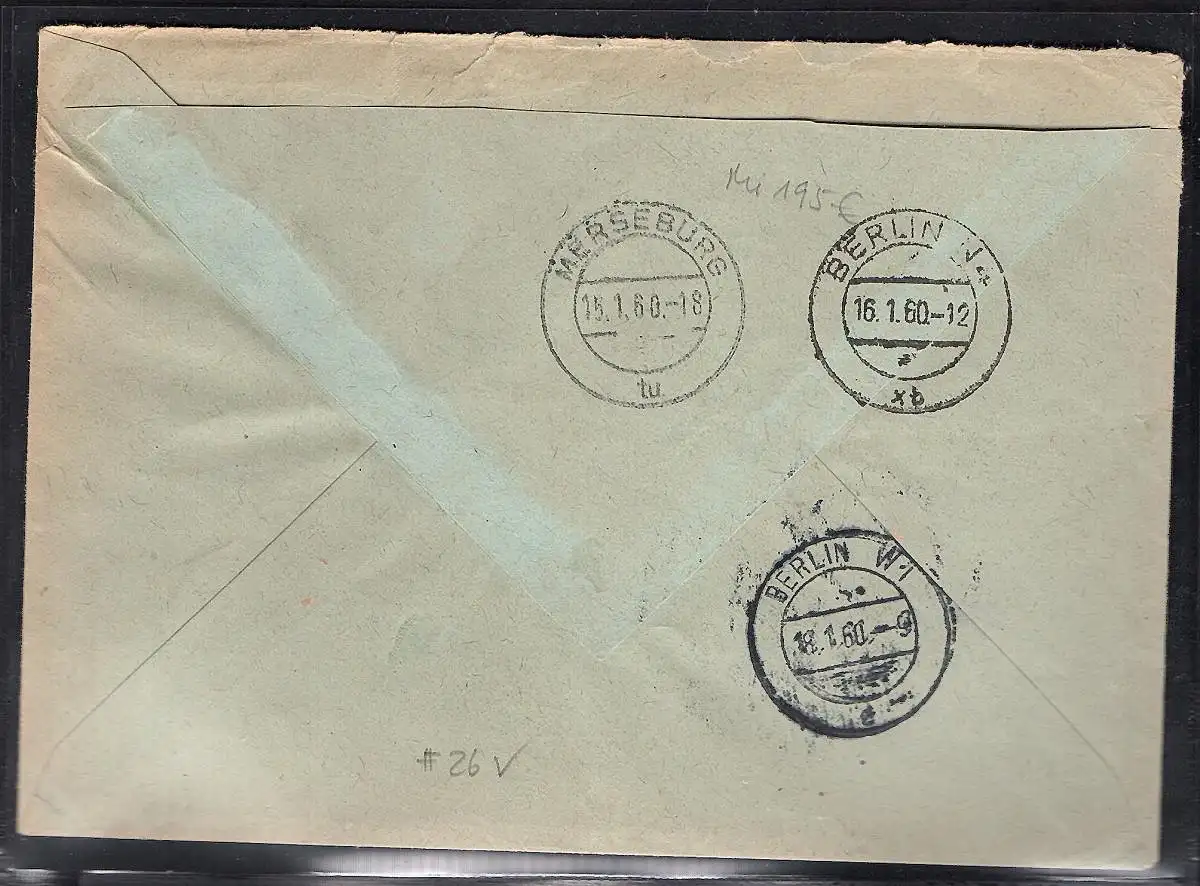 Mi 195-€
MERSEBURG
15.1.60.-18
tu
BERLIN N4
16.1.60.-12
xb
BERLIN W1
18.1.60.-9
# 26 V